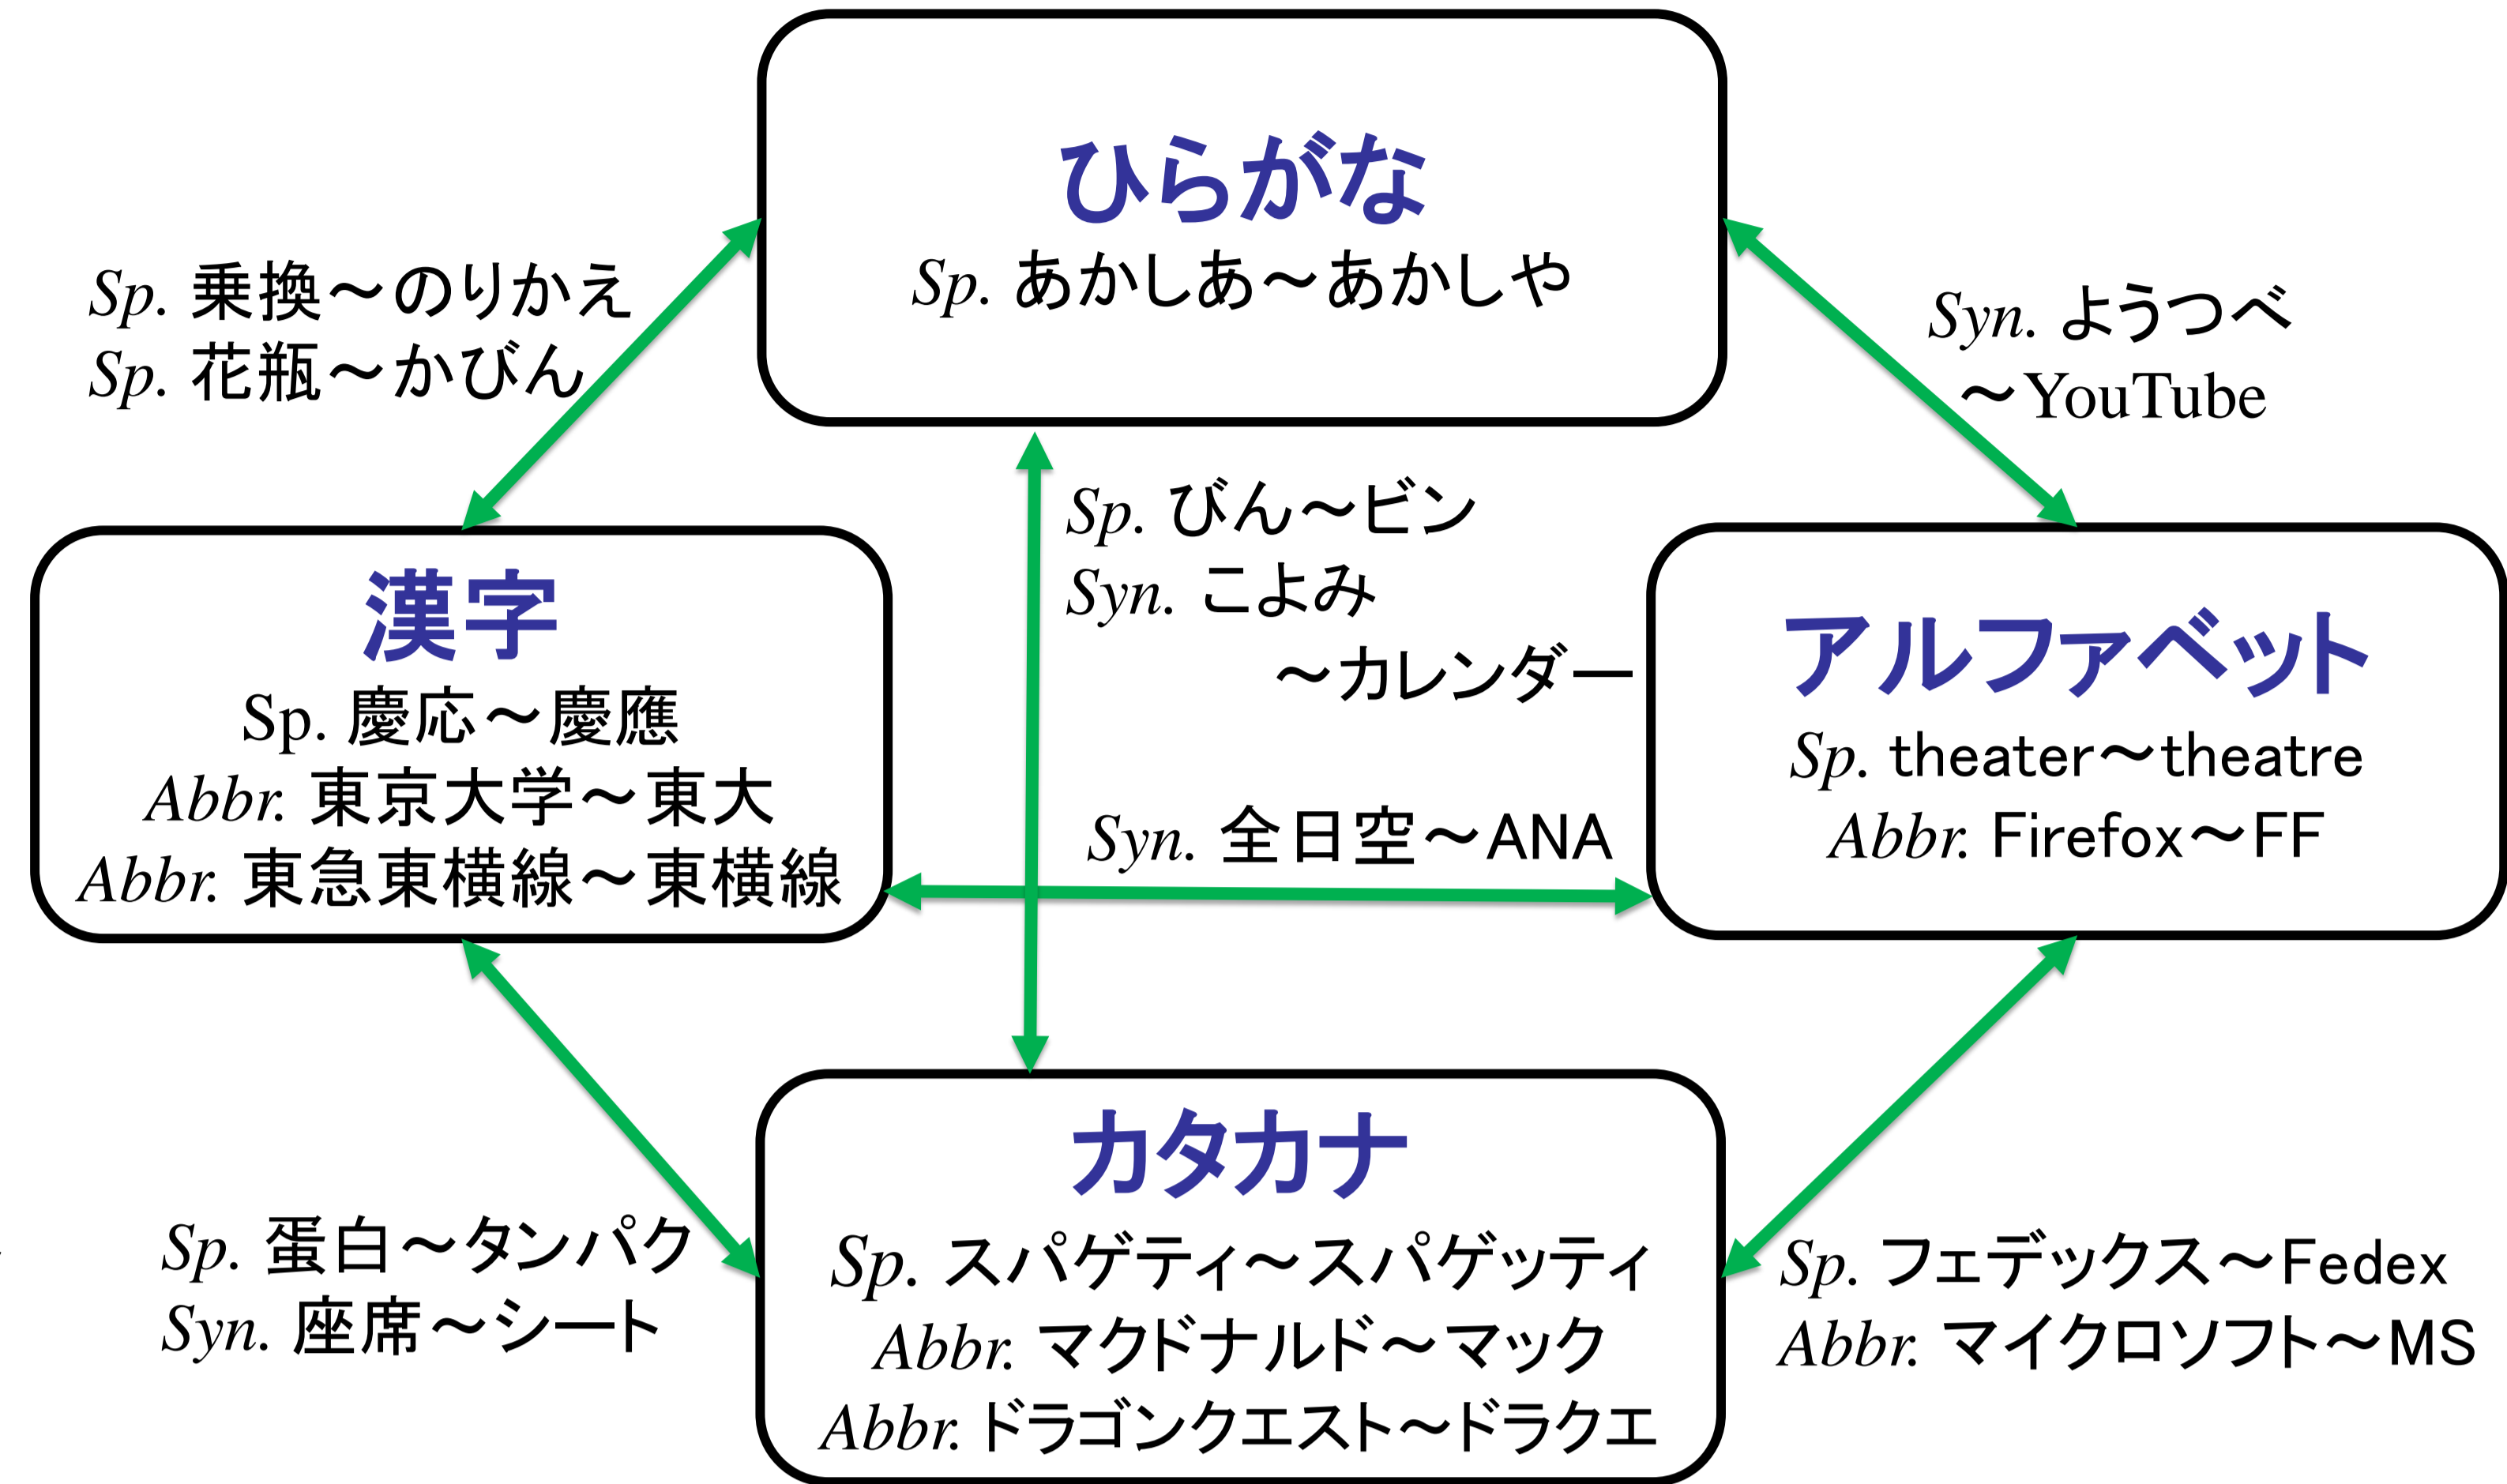 ひらがな
Sp. あかしあ～あかしや
Sp. 乗換～のりかえ
Sp. 花瓶～かびん
Syn. ようつべ
～YouTube
Sp. びん～ビン
Syn. こよみ
～カレンダー
漢字
Sp. 慶応～慶應
Abbr. 東京大学～東大
Abbr. 東急東横線～東横線
Syn. 全日空～ANA
アルファベット
Sp. theater～theatre
Abbr. Firefox～FF
Sp. 蛋白～タンパク
Syn. 座席～シート
カタカナ
Sp. スパゲティ～スパゲッティ
Abbr. マクドナルド～マック
Abbr. ドラゴンクエスト～ドラクエ
Sp. フェデックス～Fedex
Abbr. マイクロソフト～MS